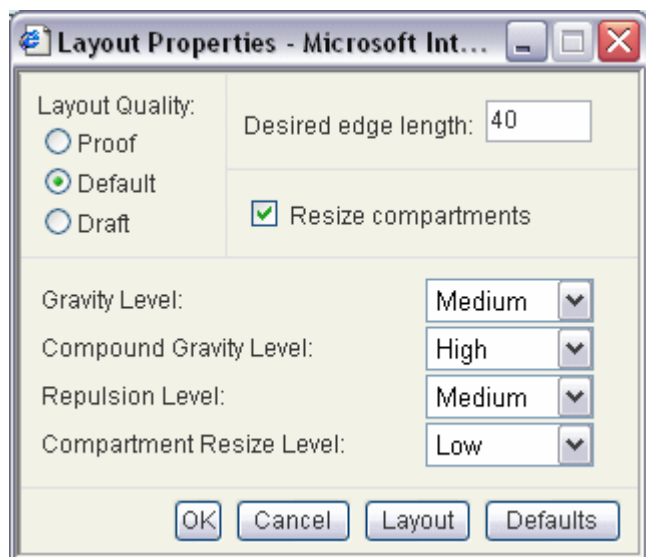 Layout Properties - Microsoft Int...
Layout Quality:
Proof
Default
Draft
Desired edge length: 40
Resize compartments
Gravity Level: Medium
Compound Gravity Level: High
Repulsion Level: Medium
Compartment Resize Level: Low
OK Cancel Layout Defaults